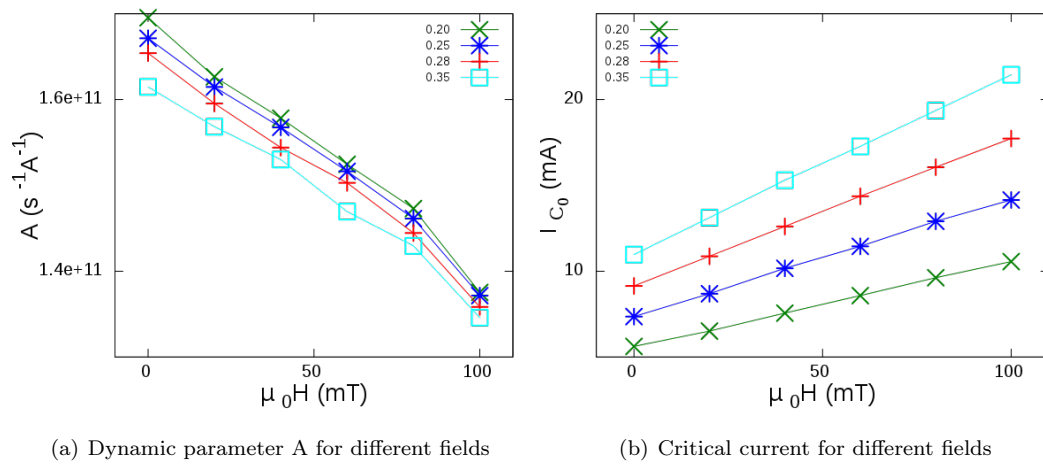 0.20
0.25
0.28
0.35
1.6e+11
1.4e+11
A (s -1A-1)
0
50
100
μ 0H (mT)
(a) Dynamic parameter A for different fields
0.20
0.25
0.28
0.35
20
10
I C0 (mA)
0
50
100
μ 0H (mT)
(b) Critical current for different fields